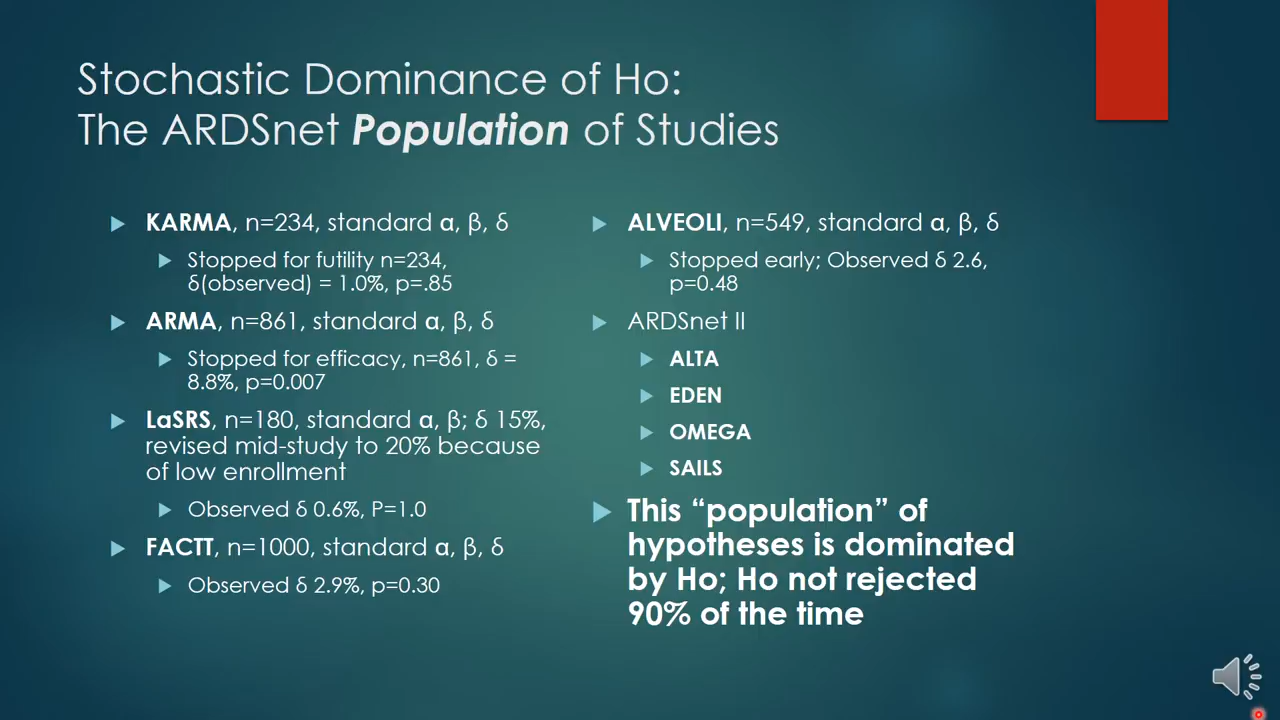 Stochastic Dominance of Ho:
The ARDSnet Population of Studies
KARMA, n=234, standard α, β, δ
Stopped for futility n=234,
δ(observed) = 1.0%, p=.85
ARMA, n=861, standard α, β, δ
Stopped for efficacy, n=861, δ =
8.8%, p=0.007
LaSRS, n=180, standard α, β; δ 15%,
revised mid-study to 20% because
of low enrollment
Observed δ 0.6%, P=1.0
FACTT, n=1000, standard α, β, δ
Observed δ 2.9%, p=0.30
ALVEOLI, n=549, standard α, β, δ
Stopped early; Observed δ 2.6,
p=0.48
ARDSnet II
ALTA
EDEN
OMEGA
SAILS
This “population” of
hypotheses is dominated
by Ho; Ho not rejected
90% of the time